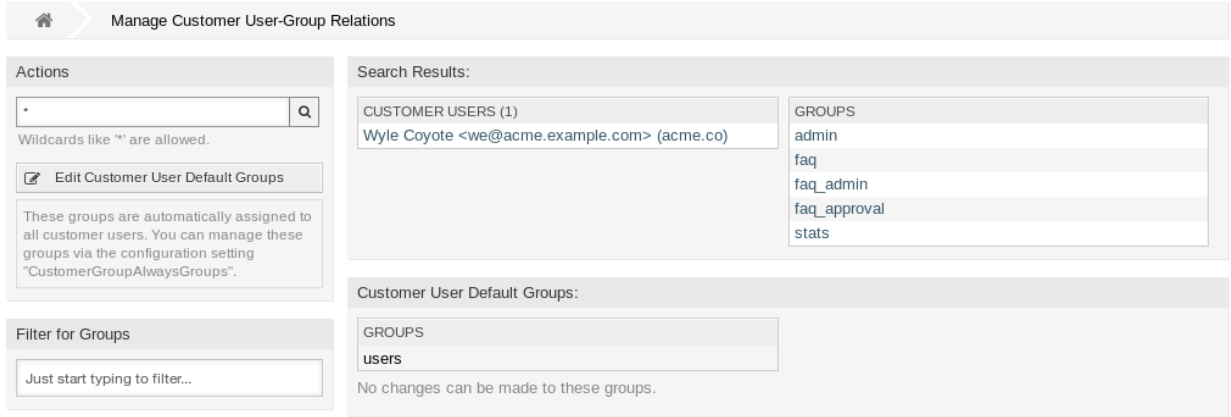 Manage Customer User-Group Relations
Actions
*
Wildcards like '*' are allowed.
Edit Customer User Default Groups
These groups are automatically assigned to
all customer users. You can manage these
groups via the configuration setting
"CustomerGroupAlwaysGroups".
Filter for Groups
Just start typing to filter...
Search Results:
CUSTOMER USERS (1)
Wyle Coyote <we@acme.example.com> (acme.co)
GROUPS
admin
faq
faq_admin
faq_approval
stats
Customer User Default Groups:
GROUPS
users
No changes can be made to these groups.